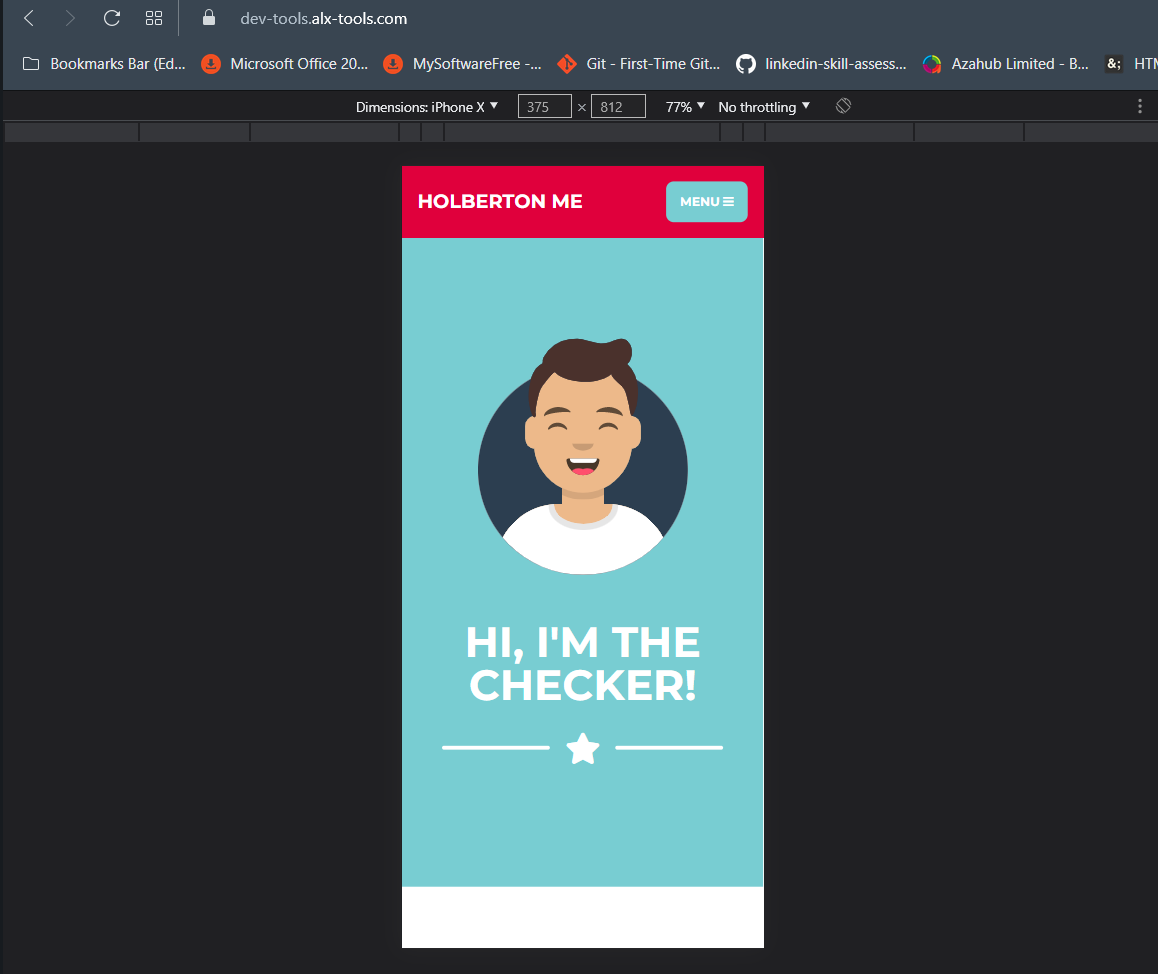 dev-tools.alx-tools.com
Bookmarks Bar (Ed... Microsoft Office 20... MySoftwareFree -... Git - First-Time Git... linkedin-skill-assess... Azahub Limited - B... &; HTM
Dimensions: iPhone X 375 × 812 77% No throttling
HOLBERTON ME MENU
HI, I'M THE
CHECKER!